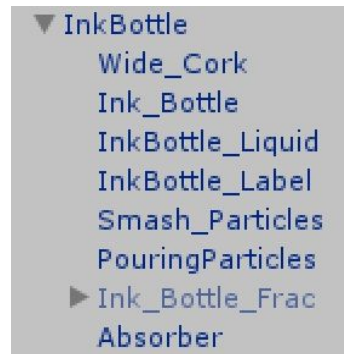 InkBottle
Wide_Cork
Ink_Bottle
InkBottle_Liquid
InkBottle_Label
Smash_Particles
PouringParticles
Ink_Bottle_Frac
Absorber